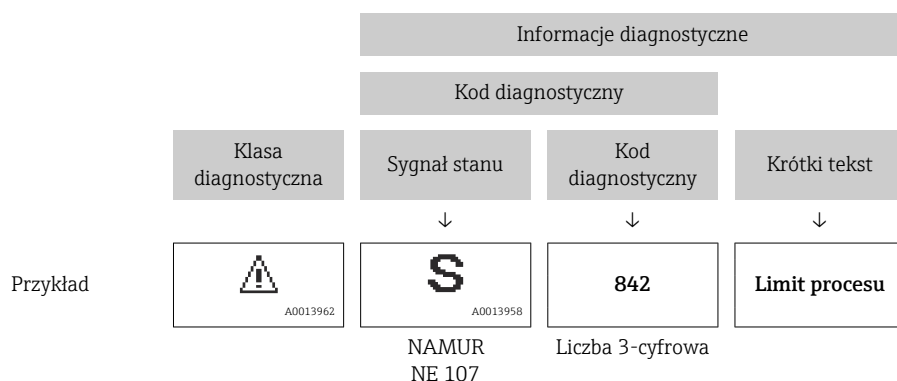 Informacje diagnostyczne
Kod diagnostyczny
Klasa
diagnostyczna
Sygnał stanu
Kod
diagnostyczny
Krótki tekst
↓ ↓ ↓
Przykład
A0013962
S
A0013958
842
Limit procesu
NAMUR
NE 107
Liczba 3-cyfrowa